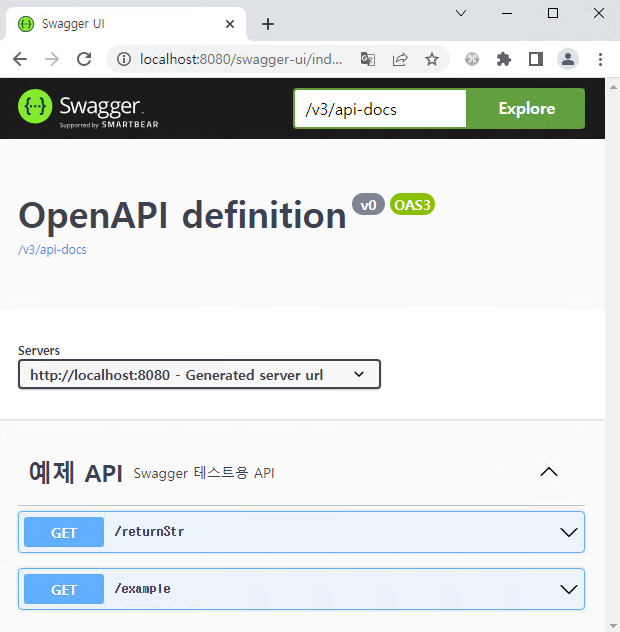 Swagger UI
localhost:8080/swagger-ui/ind...
Swagger.
Supported by SMARTBEAR
/v3/api-docs
Explore
OpenAPI definition v0 OAS3
/v3/api-docs
Servers
http://localhost:8080 - Generated server url
예제 API Swagger 테스트용 API
GET /returnStr
GET /example